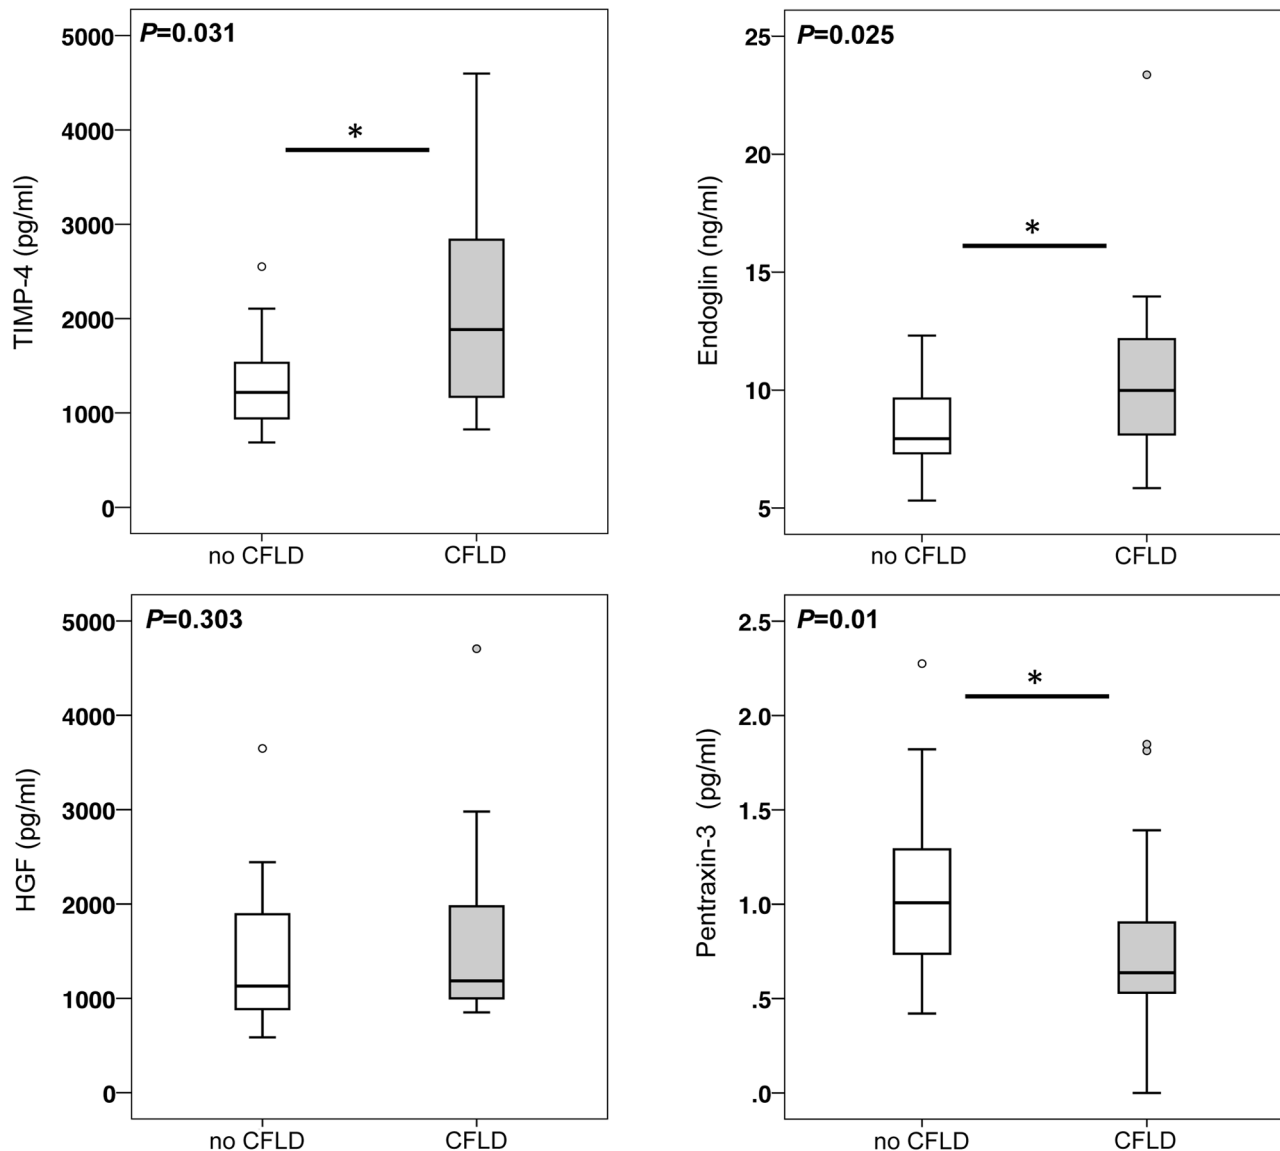 P=0.031
5000
4000
3000
2000
1000
0
TIMP-4 (pg/ml)
*
no CFLD
CFLD
P=0.025
25
20
15
10
5
Endoglin (ng/ml)
*
no CFLD
CFLD
P=0.303
5000
4000
3000
2000
1000
0
HGF (pg/ml)
no CFLD
CFLD
P=0.01
2.5
2.0
1.5
1.0
.5
.0
Pentraxin-3 (pg/ml)
*
no CFLD
CFLD